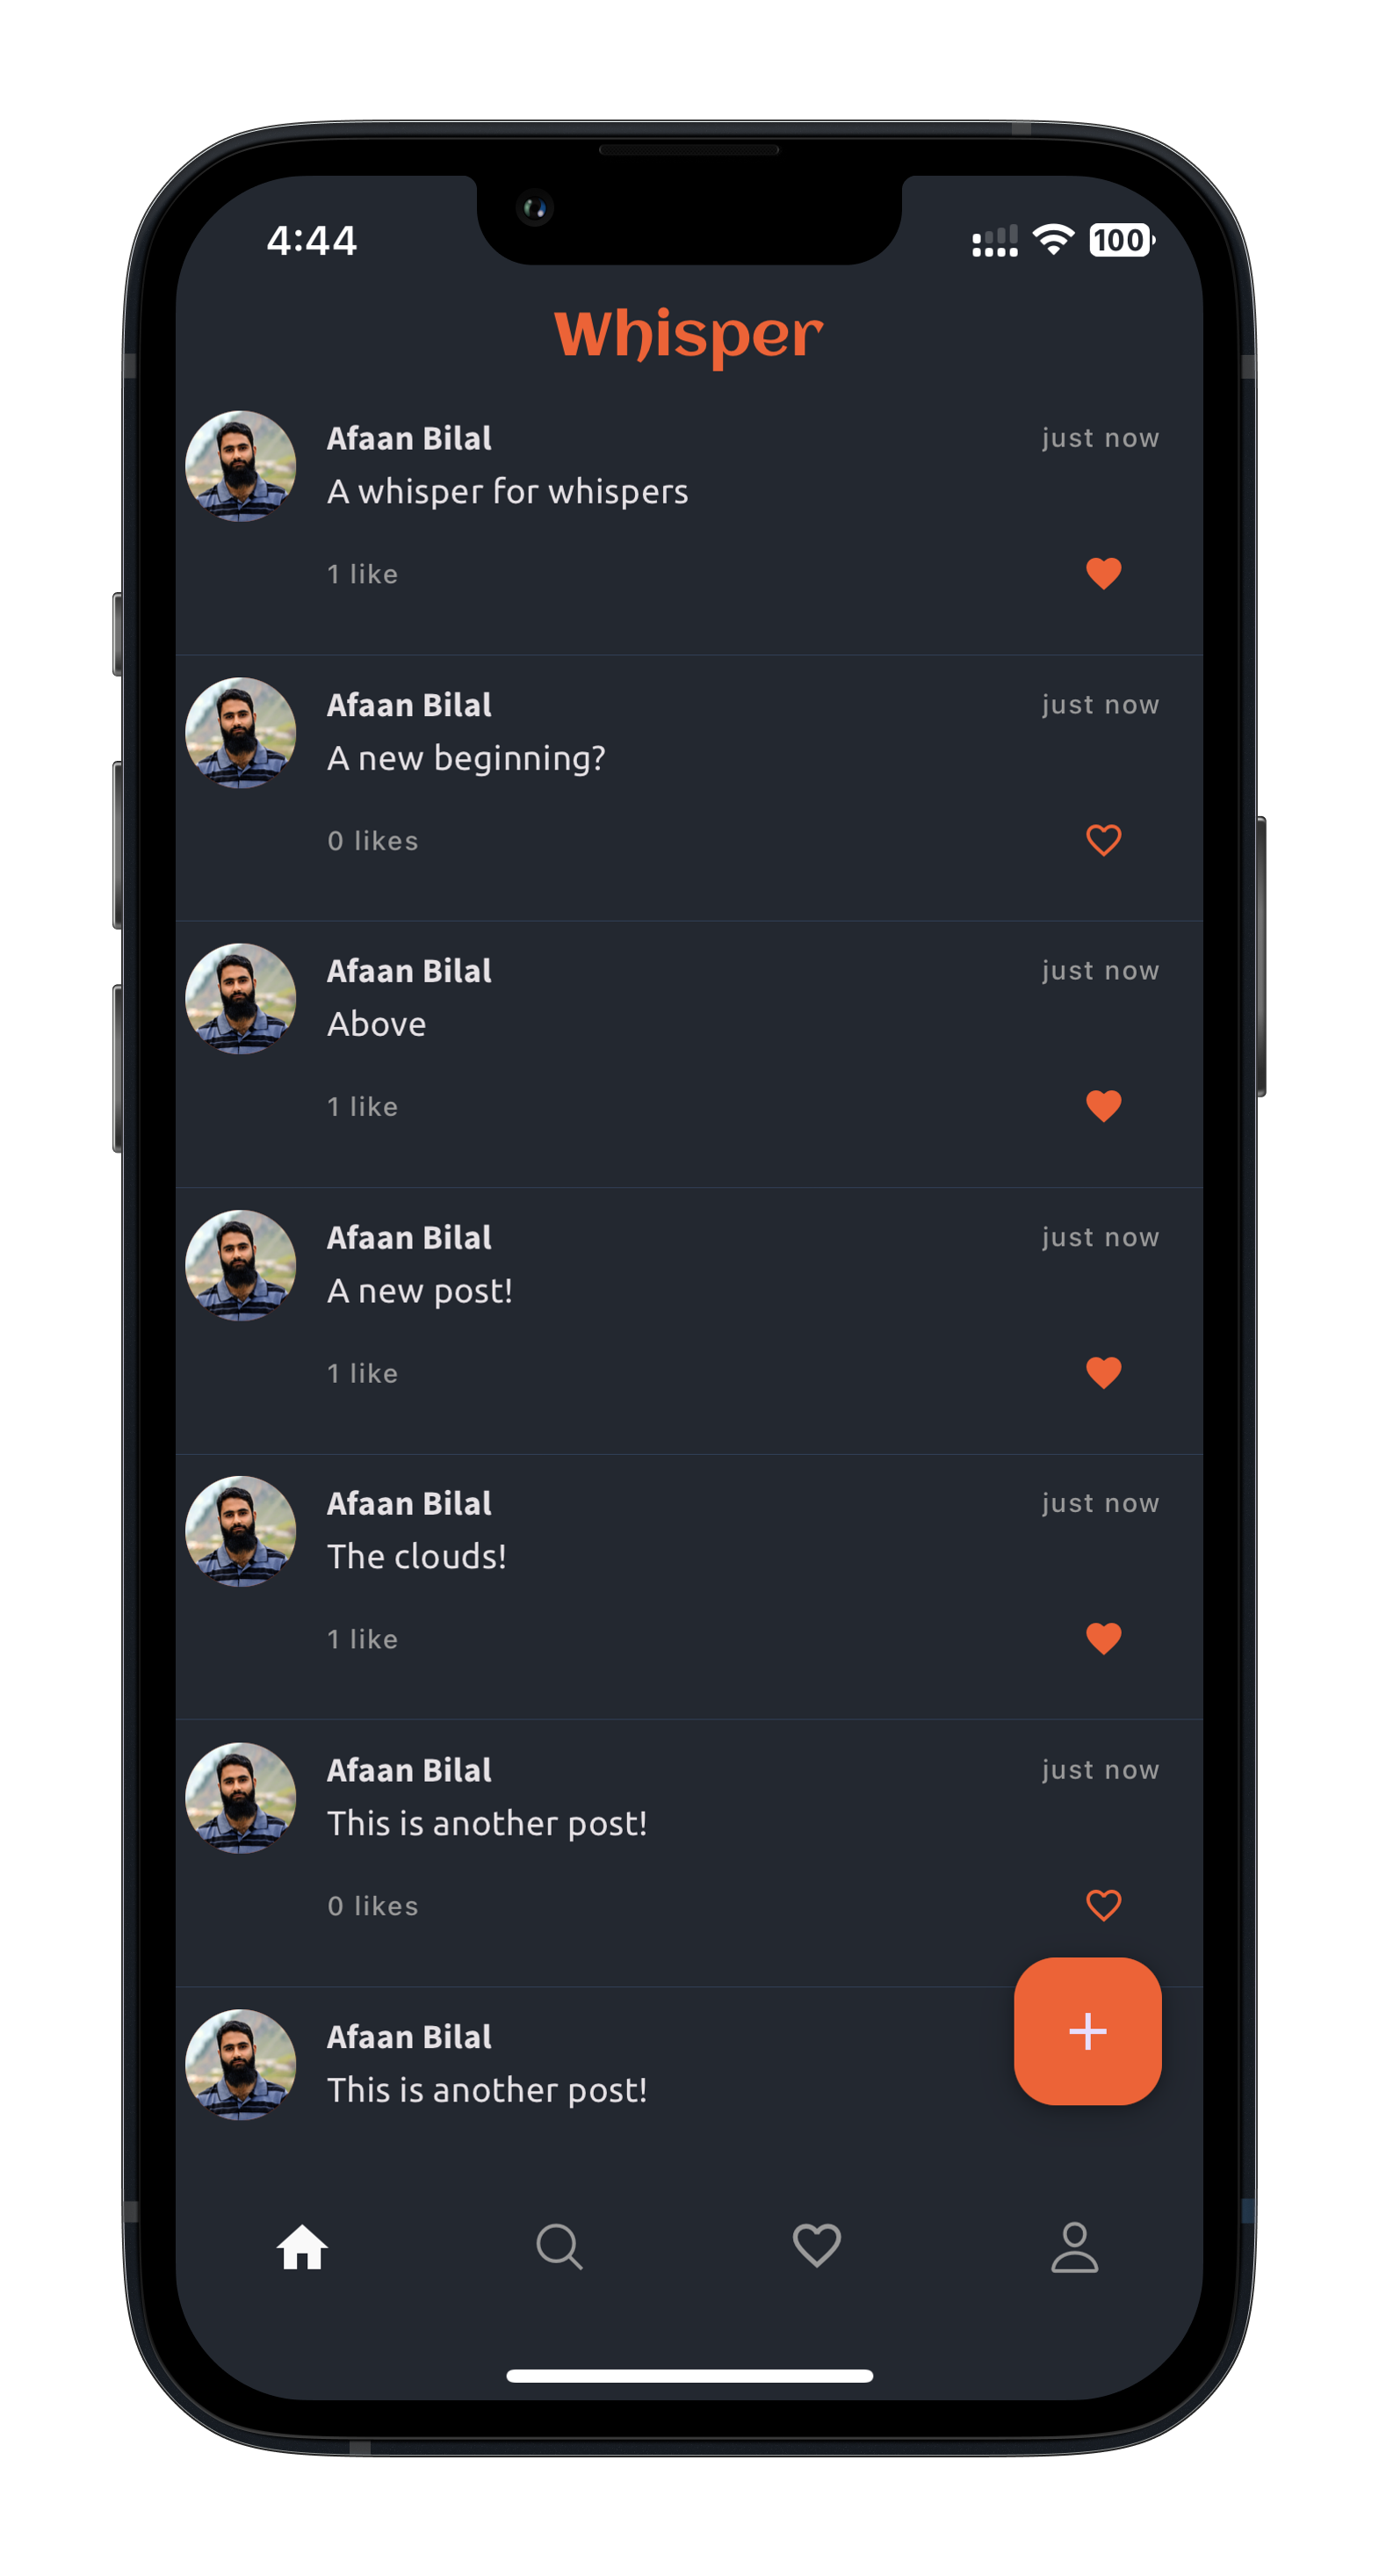 4:44
100
Whisper
Afaan Bilal
just now
A whisper for whispers
1 like
Afaan Bilal
just now
A new beginning?
0 likes
Afaan Bilal
just now
Above
1 like
Afaan Bilal
just now
A new post!
1 like
Afaan Bilal
just now
The clouds!
1 like
Afaan Bilal
just now
This is another post!
0 likes
Afaan Bilal
This is another post!